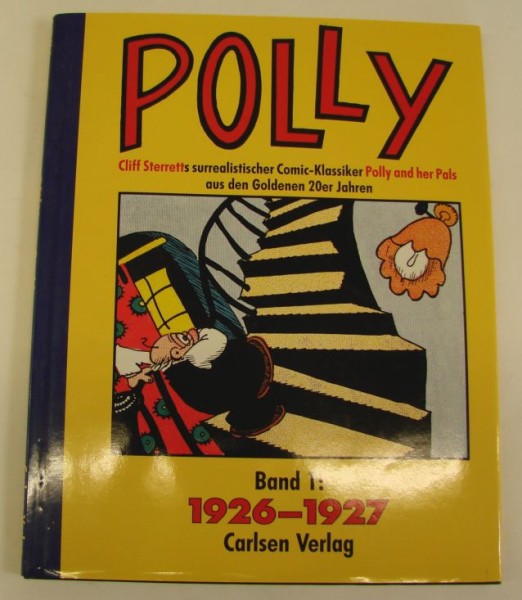 POLLY
Cliff Sterretts surrealistischer Comic-Klassiker Polly and her Pals
aus den Goldenen 20er Jahren
Band 1:
1926–1927
Carlsen Verlag